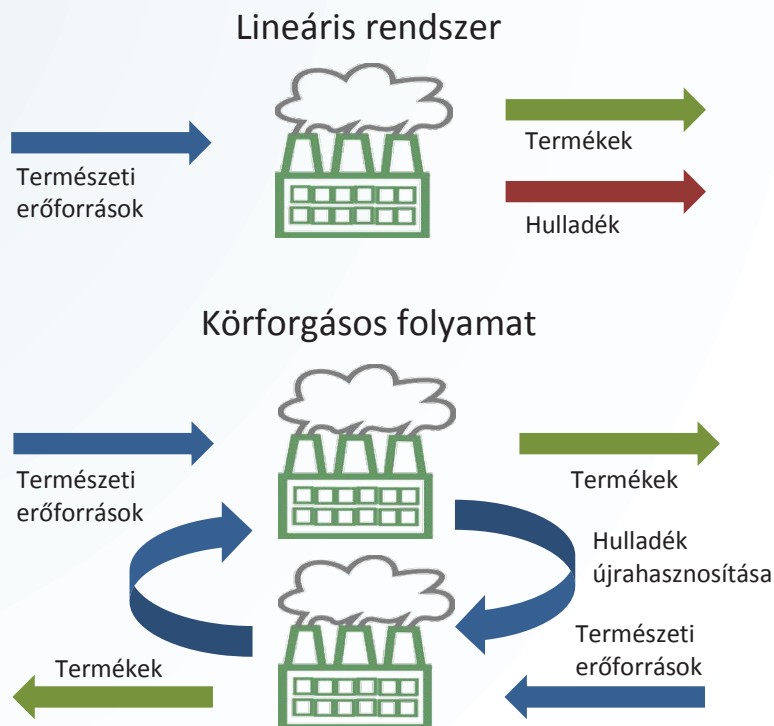 Lineáris rendszer
Természeti
erőforrások
Termékek
Hulladék
Körforgásos folyamat
Természeti
erőforrások
Termékek
Hulladék
újrahasznosítása
Termékek
Természeti
erőforrások